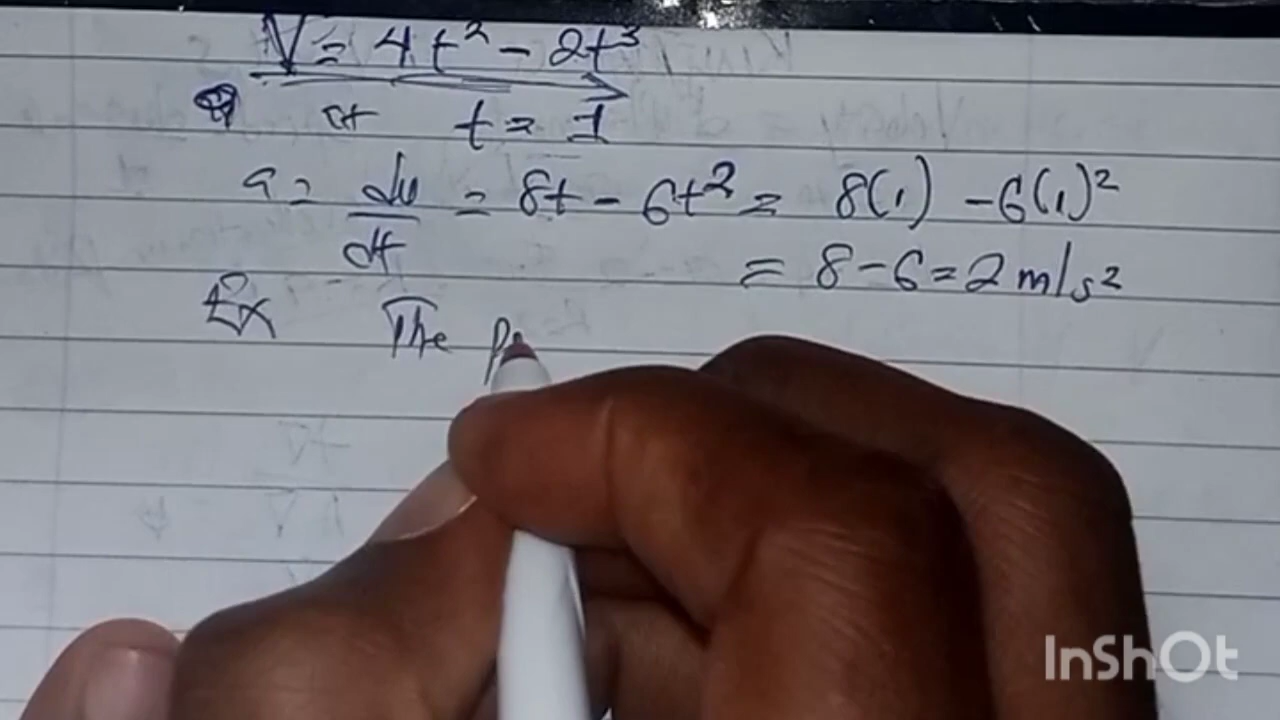 V = 4t² - 2t³
at t = 1
a = dv/dt = 8t - 6t² = 8(1) - 6(1)²
= 8 - 6 = 2 m/s²
Ex The p
InShOt